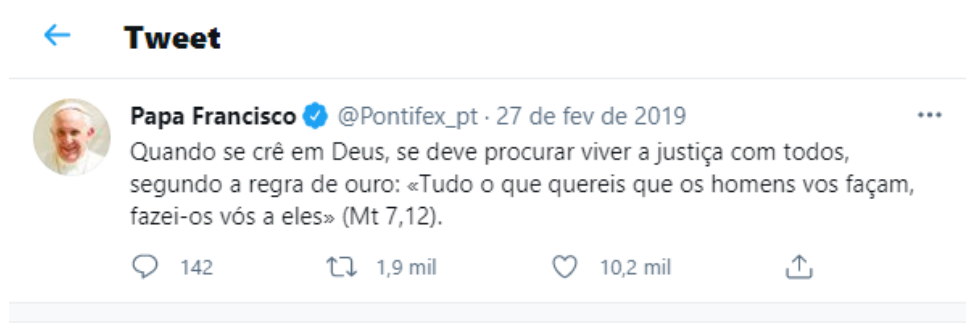 Tweet
Papa Francisco @Pontifex_pt · 27 de fev de 2019
Quando se crê em Deus, se deve procurar viver a justiça com todos,
segundo a regra de ouro: «Tudo o que quereis que os homens vos façam,
fazei-os vós a eles» (Mt 7,12).
142 1,9 mil 10,2 mil